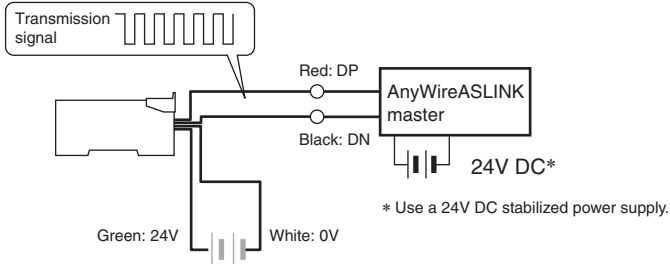 Transmission
signal
Red: DP
AnyWireASLINK
master
Black: DN
24V DC*
* Use a 24V DC stabilized power supply.
Green: 24V
White: 0V